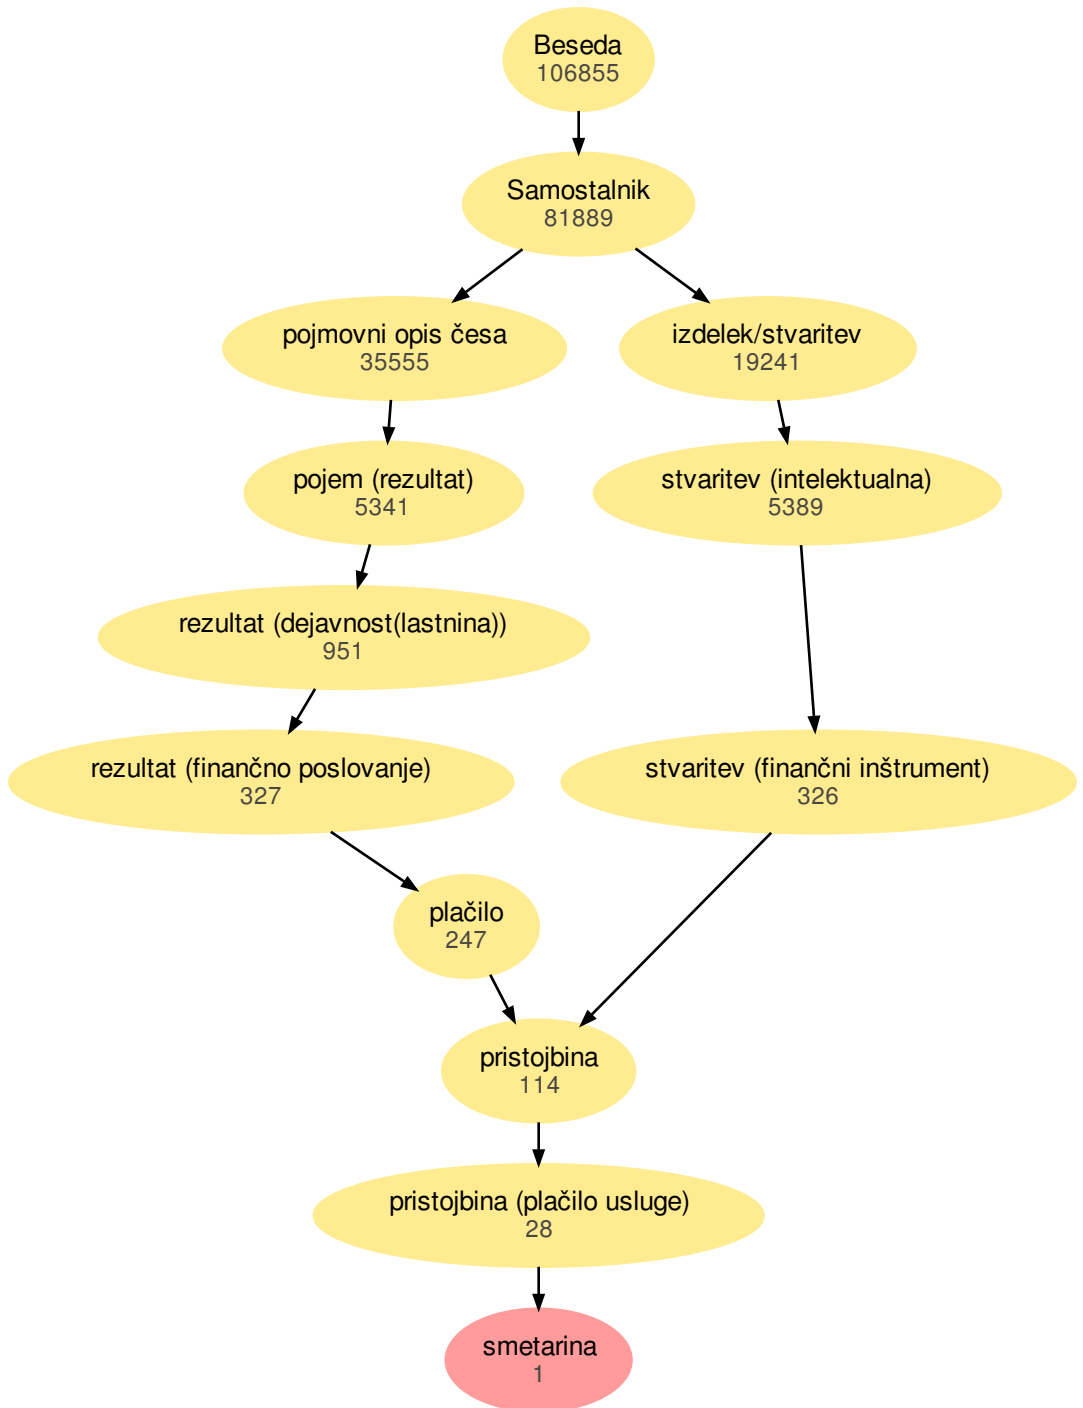 Beseda
106855
Samostalnik
81889
pojmovni opis česa
35555
izdelek/stvaritev
19241
pojem (rezultat)
5341
stvaritev (intelektualna)
5389
rezultat (dejavnost(lastnina))
951
rezultat (finančno poslovanje)
327
stvaritev (finančni inštrument)
326
plačilo
247
pristojbina
114
pristojbina (plačilo usluge)
28
smetarina
1